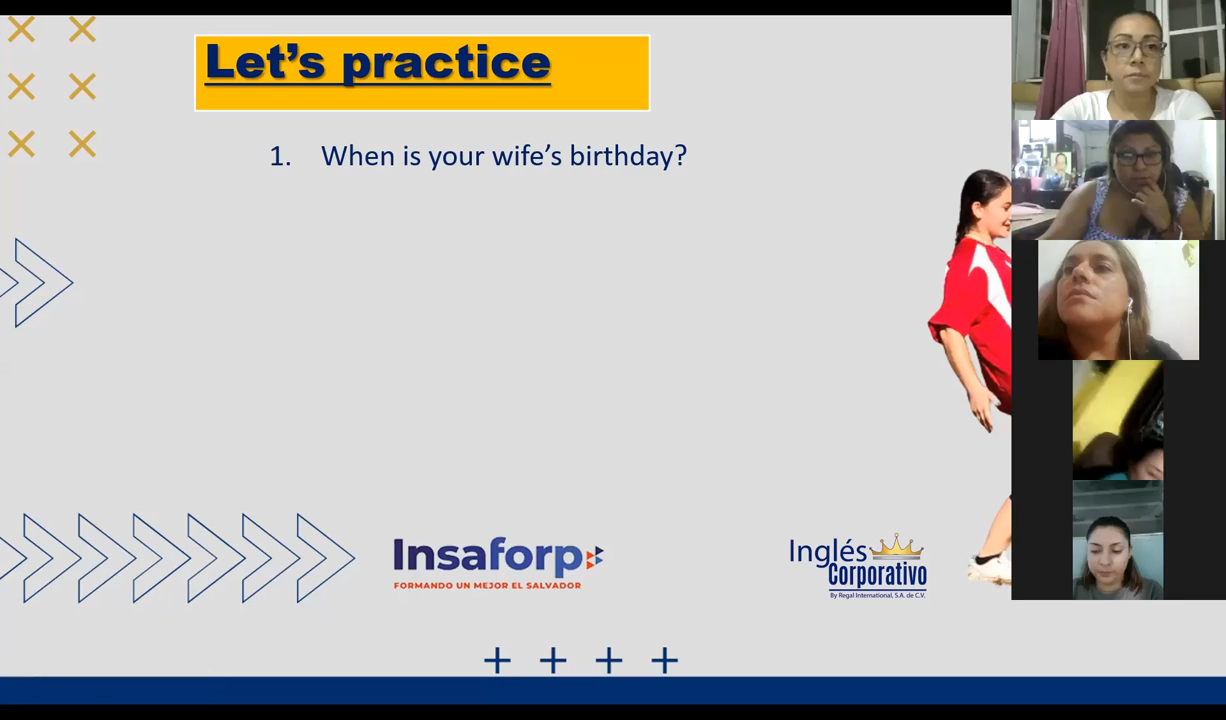 Let's practice
1. When is your wife's birthday?
Insaforp
FORMANDO UN MEJOR EL SALVADOR
Inglés
Corporativo
By Regal International, S.A. de C.V.